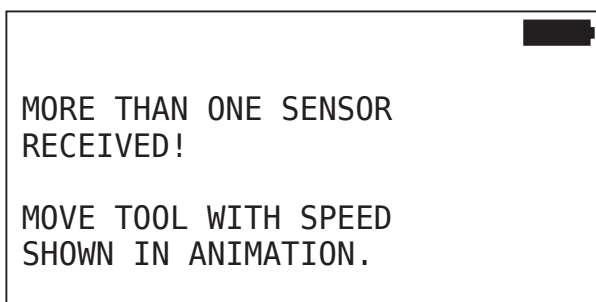 MORE THAN ONE SENSOR
RECEIVED!
MOVE TOOL WITH SPEED
SHOWN IN ANIMATION.